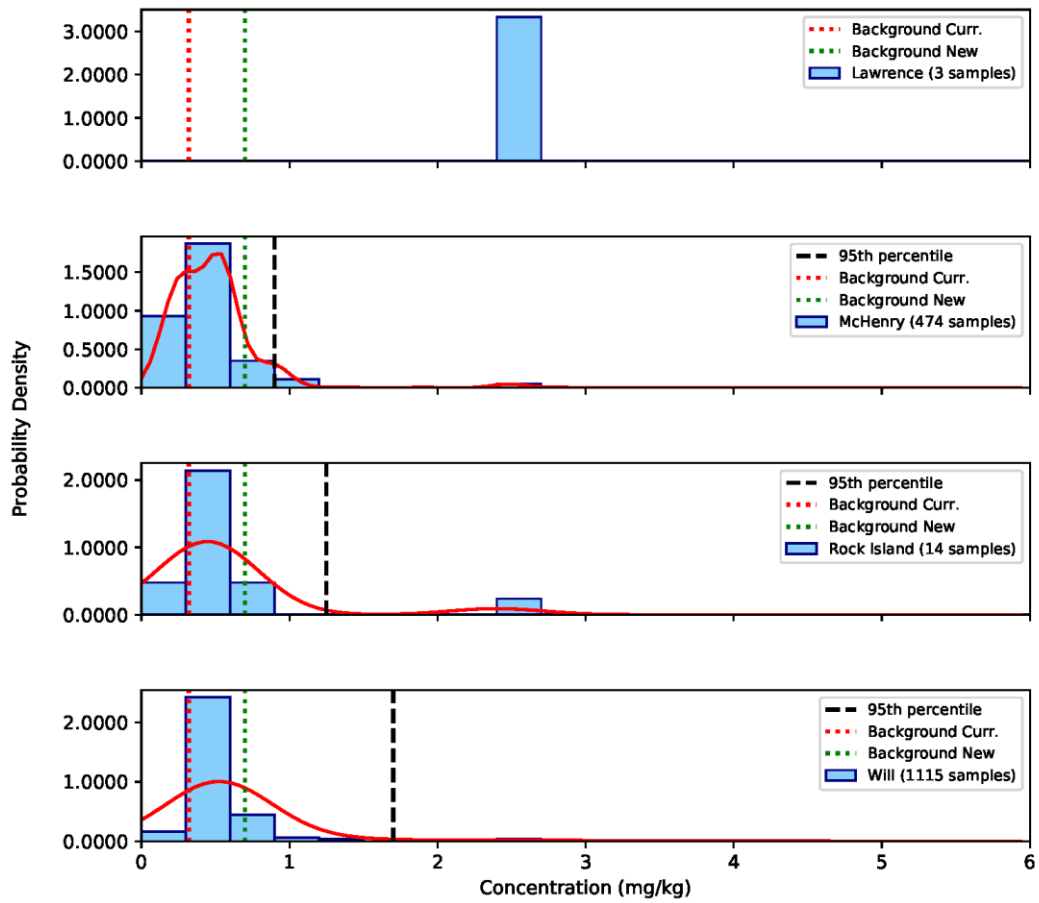 3.0000
2.0000
1.0000
0.0000
Background Curr.
Background New
Lawrence (3 samples)
1.5000
1.0000
0.5000
0.0000
95th percentile
Background Curr.
Background New
McHenry (474 samples)
Probability Density
2.0000
1.0000
0.0000
95th percentile
Background Curr.
Background New
Rock Island (14 samples)
2.0000
1.0000
0.0000
95th percentile
Background Curr.
Background New
Will (1115 samples)
0 1 2 3 4 5 6
Concentration (mg/kg)